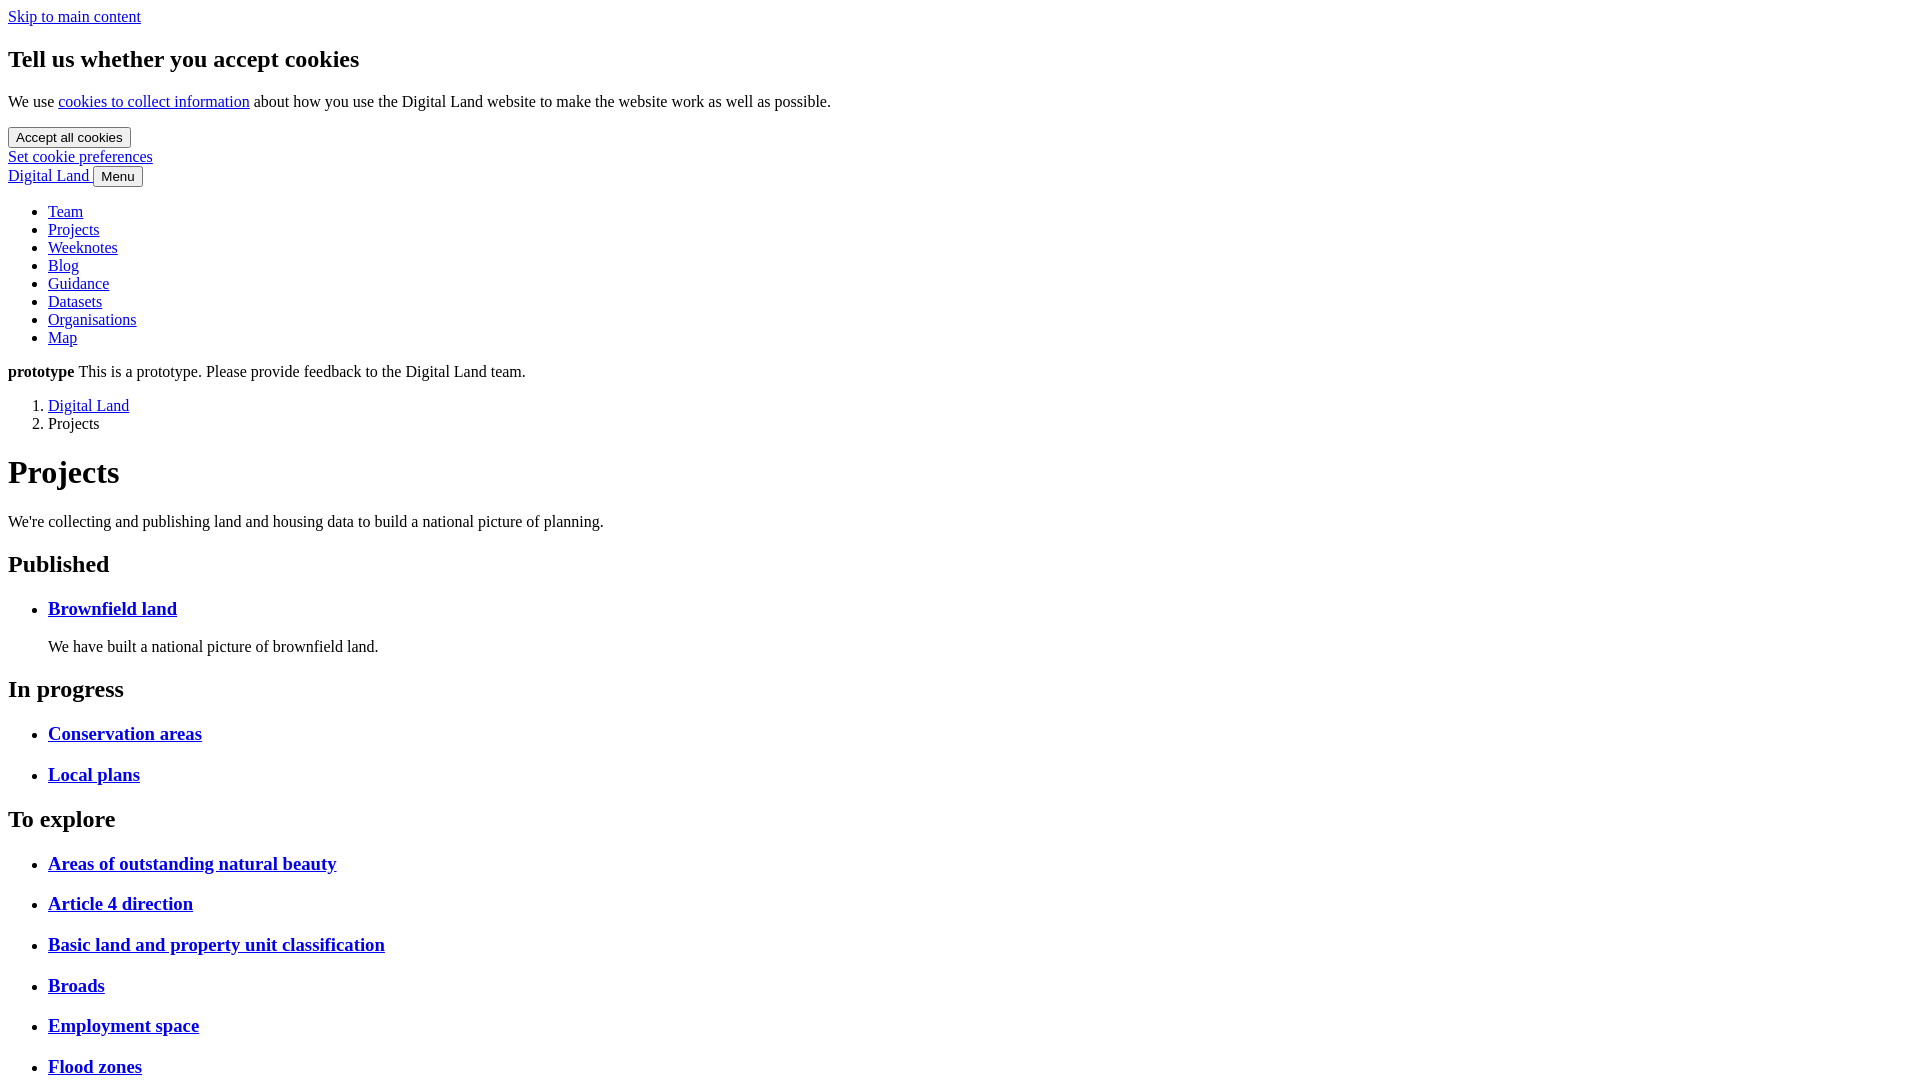 Skip to main content
Tell us whether you accept cookies
We use cookies to collect information about how you use the Digital Land website to make the website work as well as possible.
Accept all cookies
Set cookie preferences
Digital Land Menu
Team
Projects
Weeknotes
Blog
Guidance
Datasets
Organisations
Map
prototype This is a prototype. Please provide feedback to the Digital Land team.
1. Digital Land
2. Projects
Projects
We're collecting and publishing land and housing data to build a national picture of planning.
Published
Brownfield land
We have built a national picture of brownfield land.
In progress
Conservation areas
Local plans
To explore
Areas of outstanding natural beauty
Article 4 direction
Basic land and property unit classification
Broads
Employment space
Flood zones